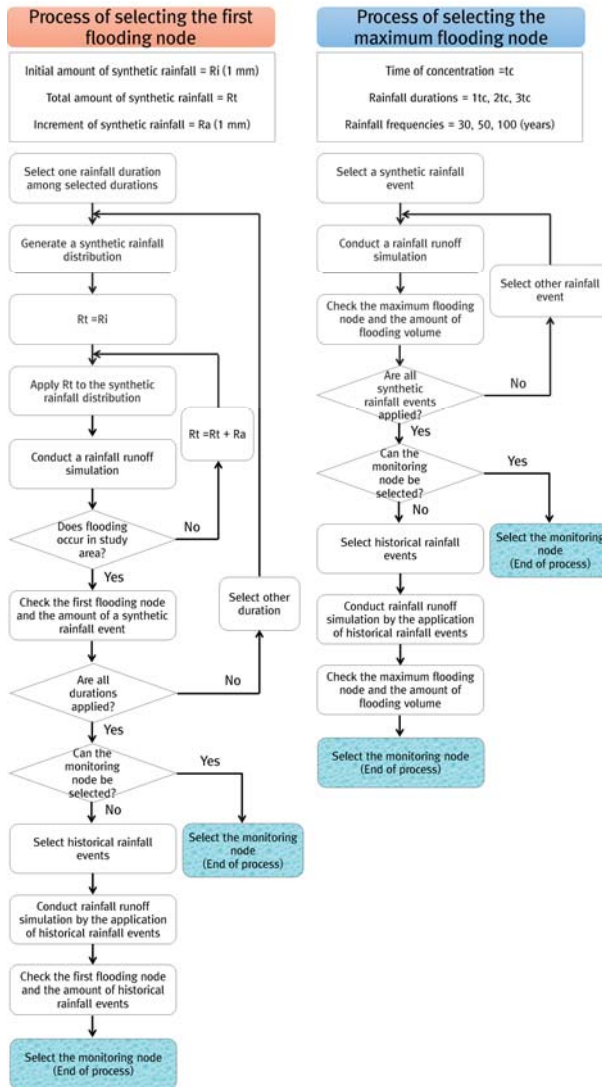 Process of selecting the first
flooding node
Initial amount of synthetic rainfall = Ri (1 mm)
Total amount of synthetic rainfall = Rt
Increment of synthetic rainfall = Ra (1 mm)
Select one rainfall duration
among selected durations
Generate a synthetic rainfall
distribution
Rt =Ri
Apply Rt to the synthetic
rainfall distribution
Rt =Rt + Ra
Conduct a rainfall runoff
simulation
Does flooding
occur in study
area?
No
Yes
Check the first flooding node
and the amount of a synthetic
rainfall event
Select other
duration
Are all
durations
applied?
No
Yes
Can the
monitoring
node be
selected?
Yes
No
Select the monitoring
node
(End of process)
Select historical rainfall
events
Conduct rainfall runoff
simulation by the application
of historical rainfall events
Check the first flooding node
and the amount of historical
rainfall events
Select the monitoring node
(End of process)
Process of selecting the
maximum flooding node
Time of concentration =tc
Rainfall durations = 1tc, 2tc, 3tc
Rainfall frequencies = 30, 50, 100 (years)
Select a synthetic rainfall
event
Conduct a rainfall runoff
simulation
Select other rainfall
event
Check the maximum flooding
node and the amount of
flooding volume
Are all
synthetic
rainfall events
applied?
No
Yes
Can the
monitoring
node be
selected?
Yes
No
Select the monitoring
node
(End of process)
Select historical rainfall
events
Conduct rainfall runoff
simulation by the application
of historical rainfall events
Check the maximum flooding
node and the amount of
flooding volume
Select the monitoring node
(End of process)